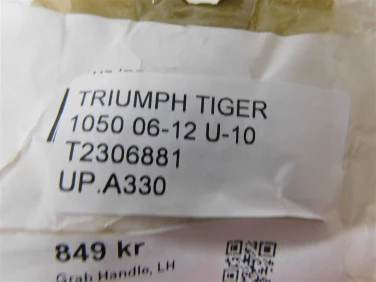 TRIUMPH TIGER
1050 06-12 U-10
T2306881
UP.A330
849 kr
Grab Handle, LH